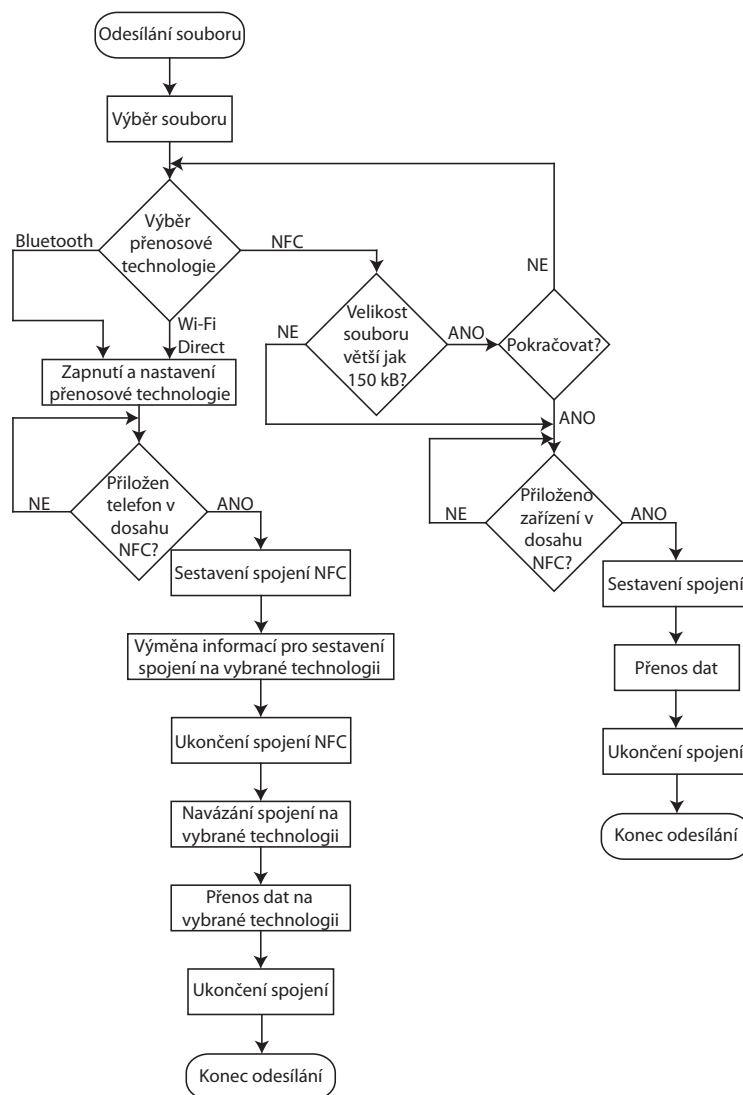 Odesílání souboru
Výběr souboru
Výběr
přenosové
technologie
Bluetooth
NFC
Wi-Fi
Direct
NE
Velikost
souboru
větší jak
150 kB?
NE
ANO
Pokračovat?
ANO
Zapnutí a nastavení
přenosové technologie
Přiložen
telefon v
dosahu
NFC?
NE
ANO
Přiloženo
zařízení v
dosahu
NFC?
NE
ANO
Sestavení spojení NFC
Výměna informací pro sestavení
spojení na vybrané technologii
Ukončení spojení NFC
Navázání spojení na
vybrané technologii
Přenos dat na
vybrané technologii
Ukončení spojení
Konec odesílání
Sestavení spojení
Přenos dat
Ukončení spojení
Konec odesílání